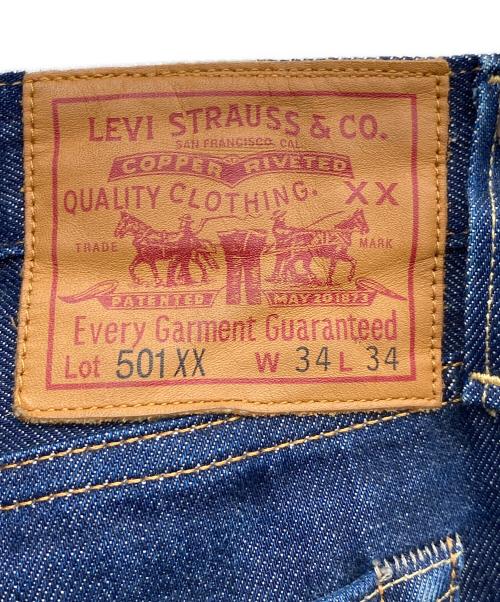 LEVI STRAUSS & CO.
SAN FRANCISCO, CAL.
COPPER RIVETED
QUALITY CLOTHING. XX
TRADE MARK
PATENTED MAY 20 1873
Every Garment Guaranteed
Lot 501XX W 34 L 34